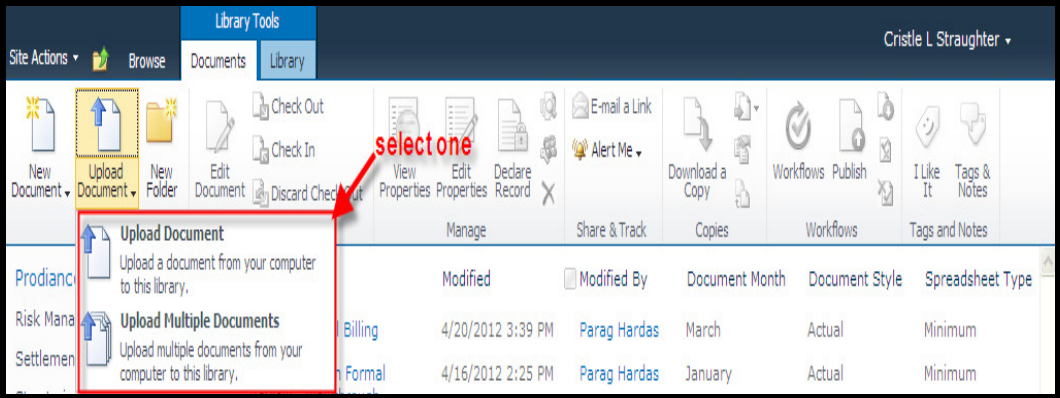 Library Tools
Cristle L Straughter
Site Actions Browse Documents Library
New Document
Upload Document
New Folder
Edit Document
Check Out
Check In
Discard Check Out
select one
View Properties
Edit Properties
Declare Record
E-mail a Link
Alert Me
Download a Copy
Workflows
Publish
I Like It
Tags & Notes
Manage
Share & Track
Copies
Workflows
Tags and Notes
Upload Document
Upload a document from your computer
to this library.
Upload Multiple Documents
Upload multiple documents from your
computer to this library.
Prodianc
Modified Modified By Document Month Document Style Spreadsheet Type
Risk Mana
Billing 4/20/2012 3:39 PM Parag Hardas March Actual Minimum
Settlemen
Formal 4/16/2012 2:25 PM Parag Hardas January Actual Minimum